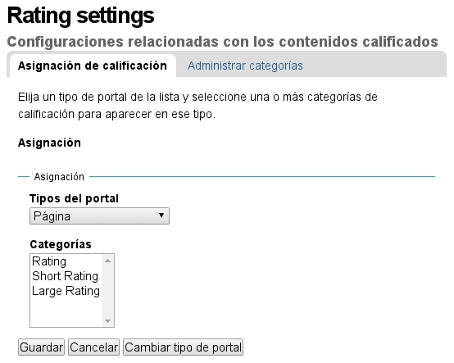 Rating settings
Configuraciones relacionadas con los contenidos calificados
Asignación de calificación
Administrar categorías
Elija un tipo de portal de la lista y seleccione una o más categorías de
calificación para aparecer en ese tipo.
Asignación
Asignación
Tipos del portal
Página
Categorías
Rating
Short Rating
Large Rating
Guardar Cancelar Cambiar tipo de portal